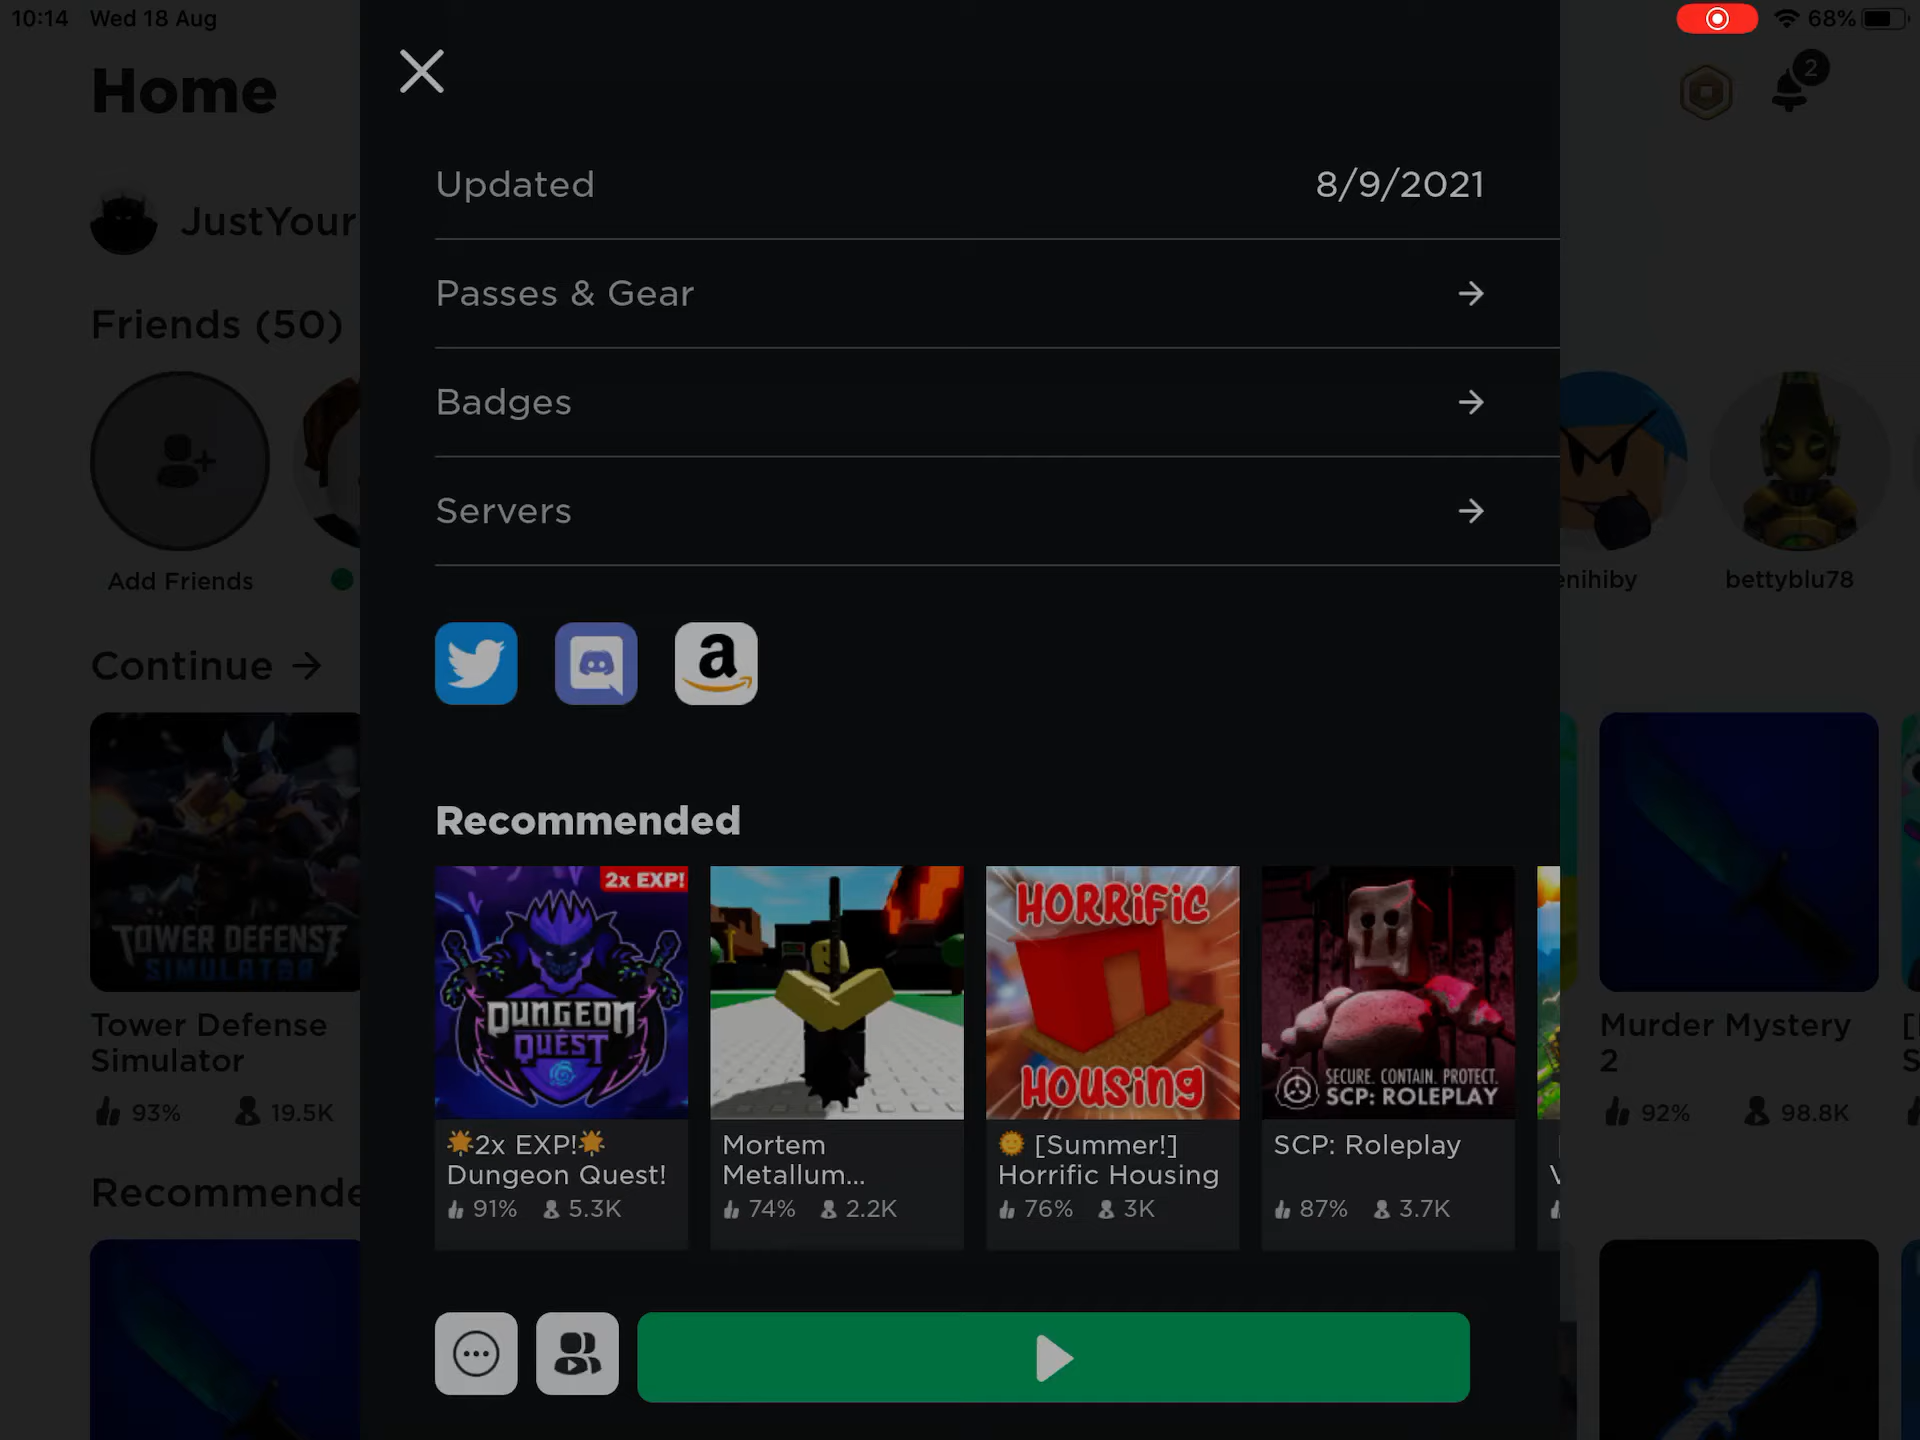 10:14 Wed 18 Aug
68%
Home
2
JustYour
Friends (50)
Add Friends
enihiby
bettyblu78
Continue →
TOWER DEFENSE
SIMULATOR
Tower Defense
Simulator
93% 19.5K
Recommende
Updated 8/9/2021
Passes & Gear →
Badges →
Servers →
a
Recommended
2x EXP!
DUNGEON
QUEST
🌟2x EXP!🌟
Dungeon Quest!
91% 5.3K
Mortem
Metallum...
74% 2.2K
HORRiFiC
HOUSiNG
🌞 [Summer!]
Horrific Housing
76% 3K
SECURE. CONTAIN. PROTECT.
SCP: ROLEPLAY
SCP: Roleplay
87% 3.7K
Murder Mystery
2
92% 98.8K